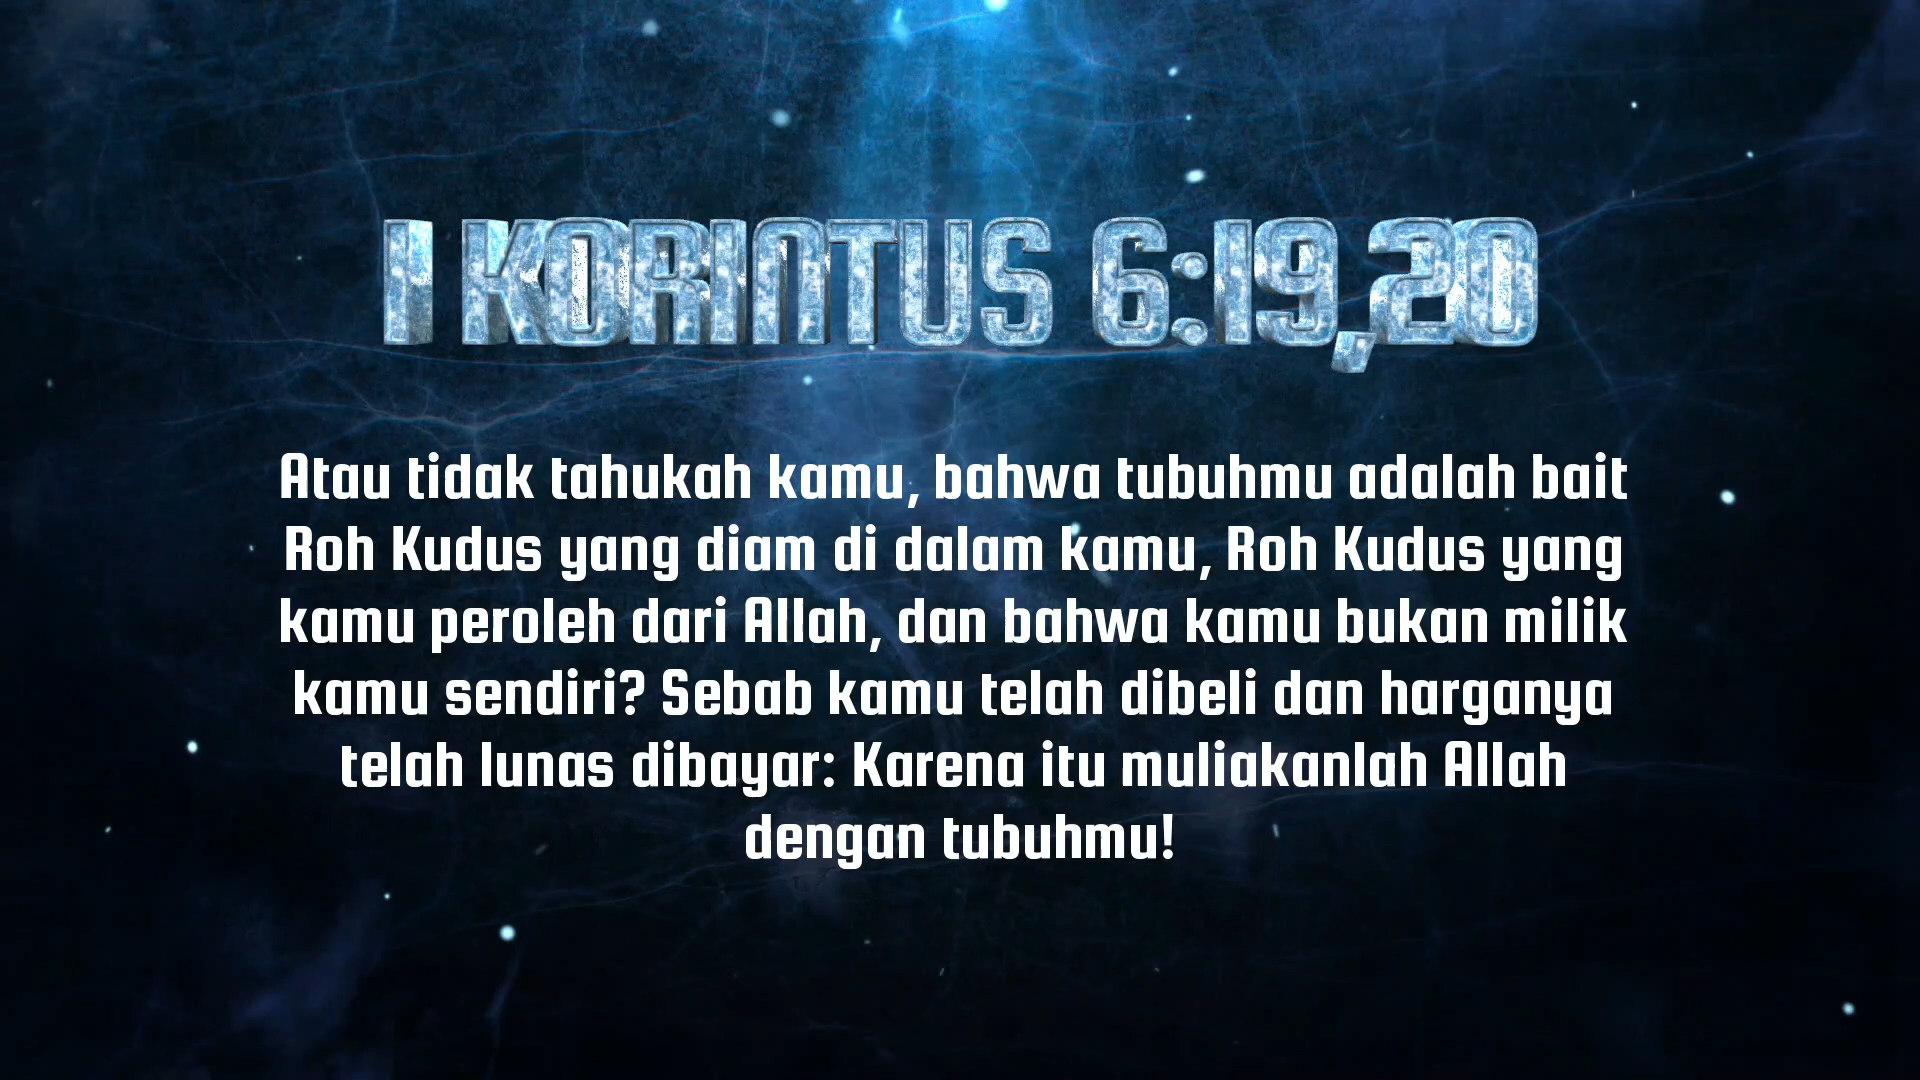 1 KORINTUS 6:19,20
Atau tidak tahukah kamu, bahwa tubuhmu adalah bait
Roh Kudus yang diam di dalam kamu, Roh Kudus yang
kamu peroleh dari Allah, dan bahwa kamu bukan milik
kamu sendiri? Sebab kamu telah dibeli dan harganya
telah lunas dibayar: Karena itu muliakanlah Allah
dengan tubuhmu!